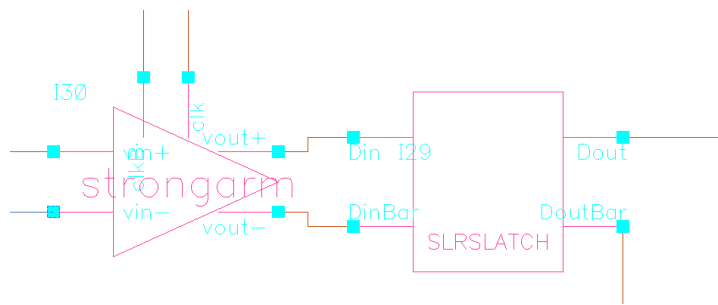 I30
clk
vout+
vin+
clkB
Din I29
Dout
strongarm
vin-
DinBar
DoutBar
vout-
SLRSLATCH